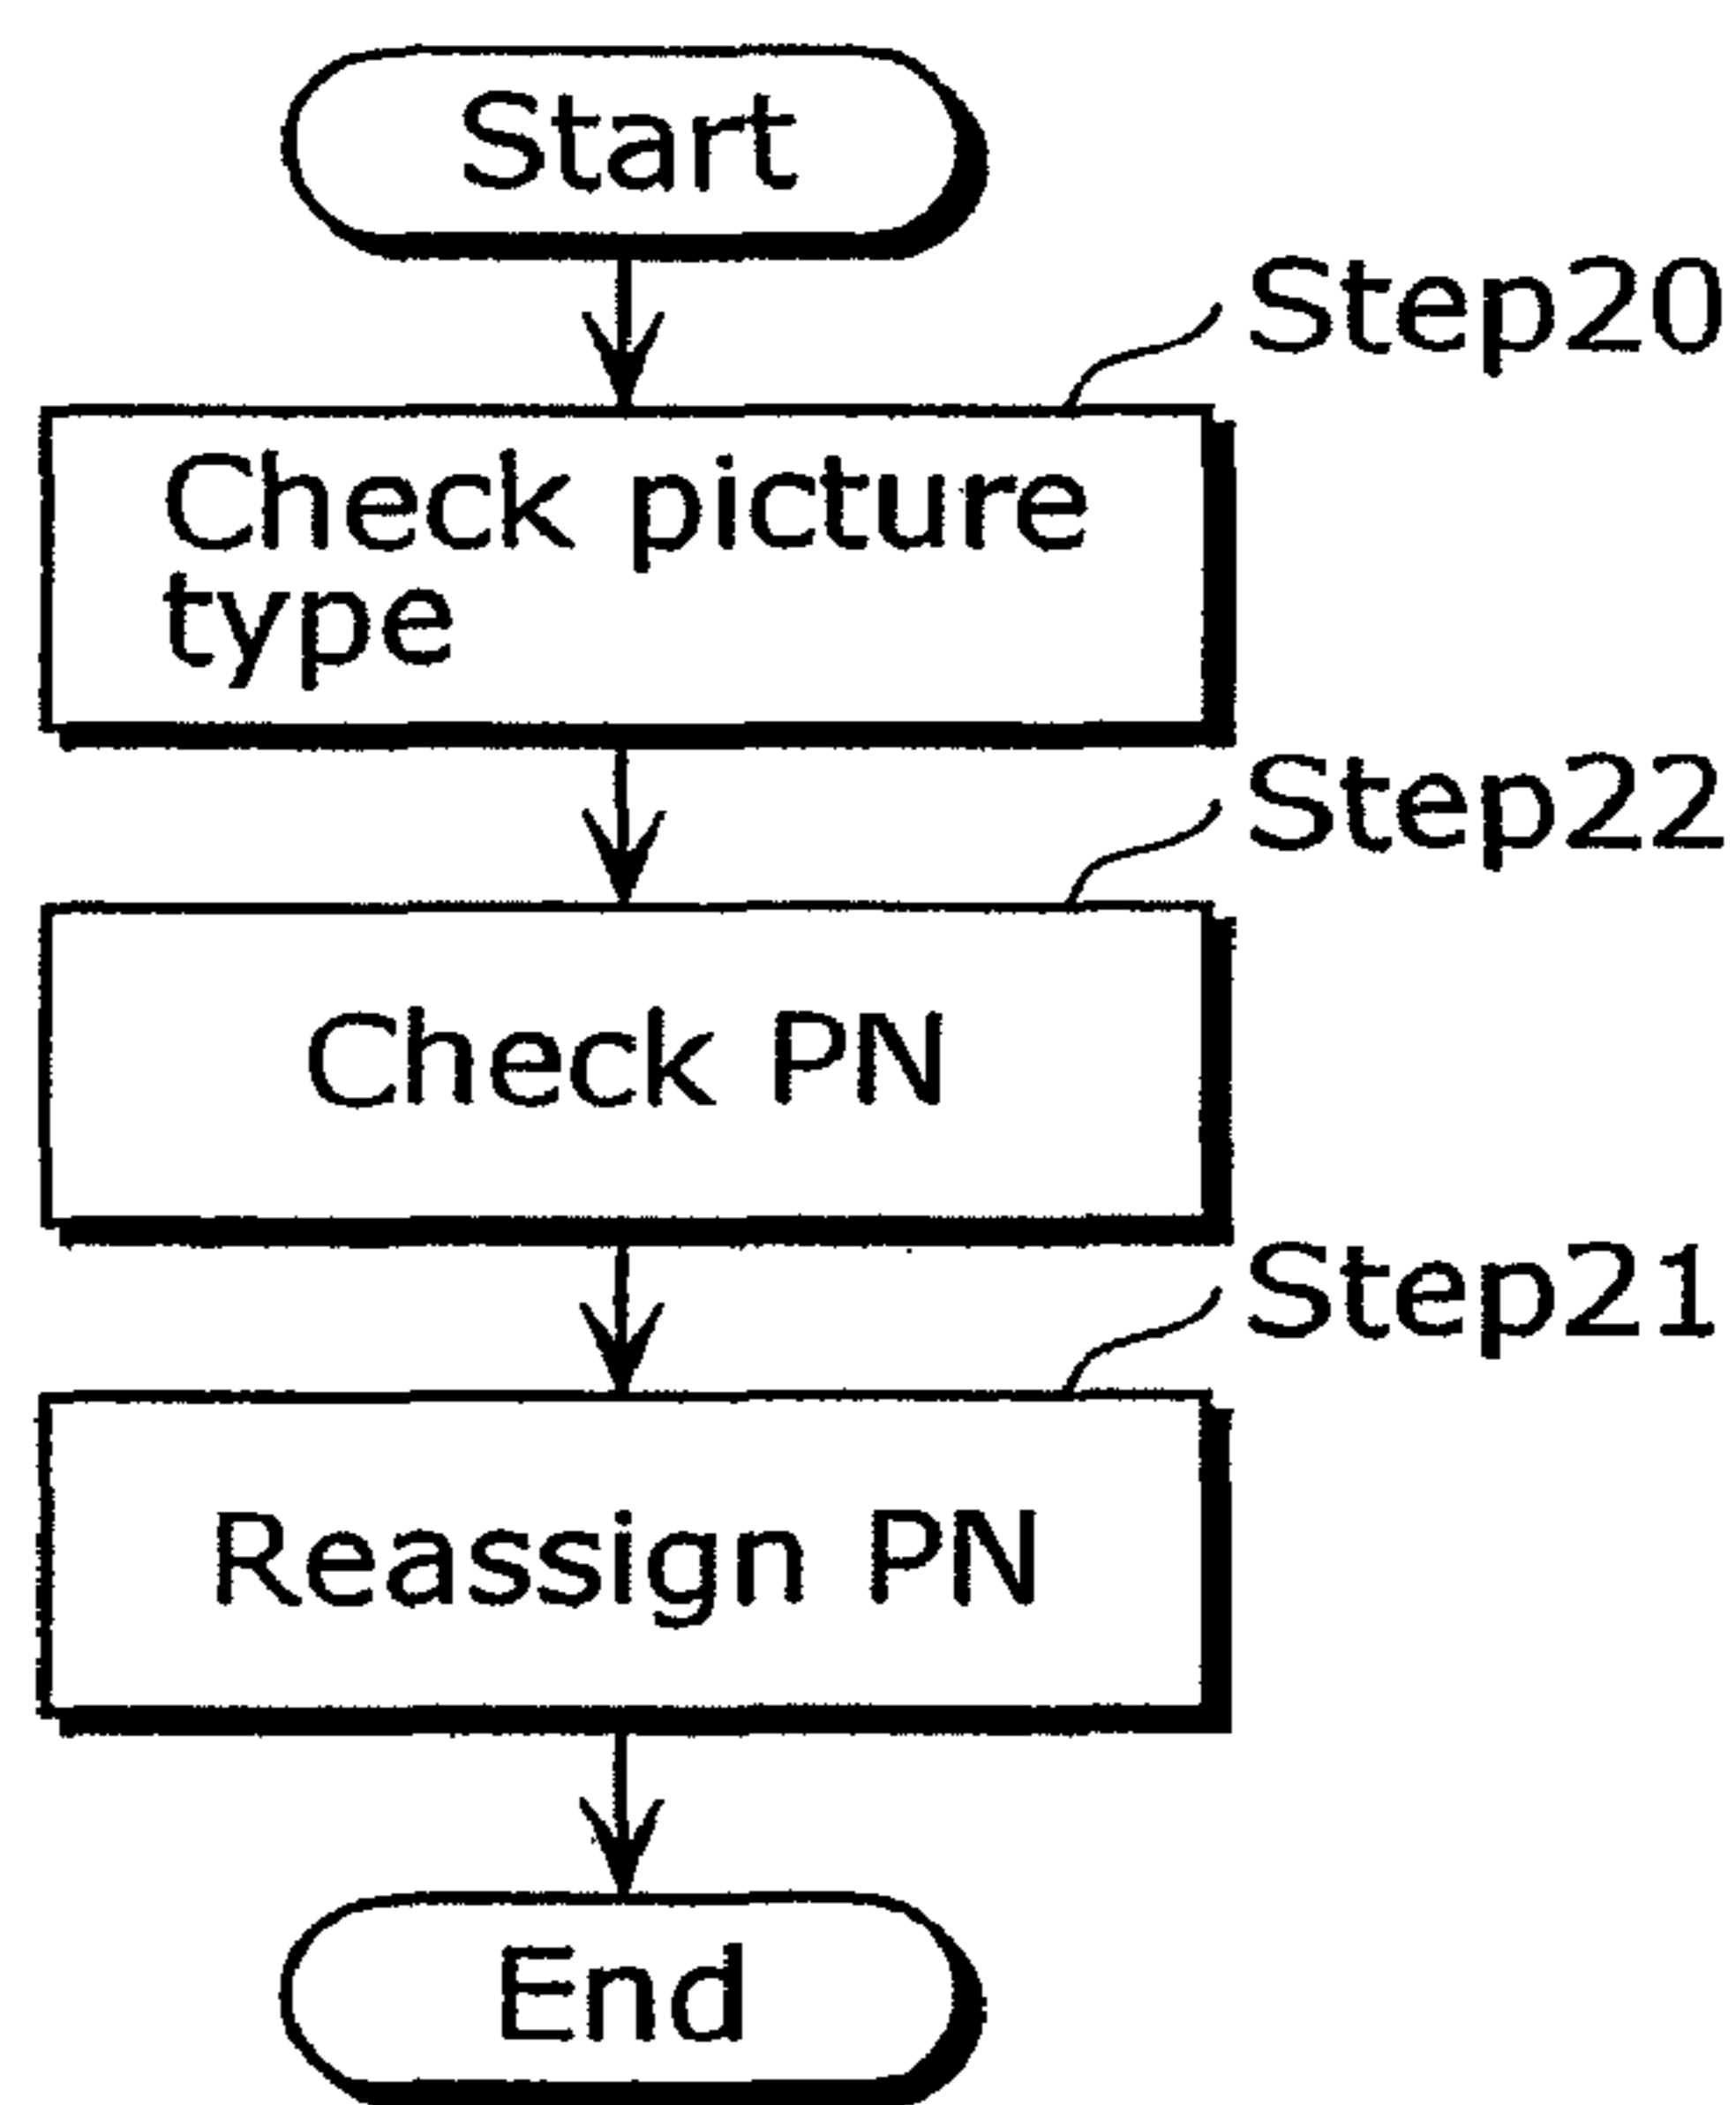 Start
Step20
Check picture
type
Step22
Check PN
Step21
Reassign PN
End